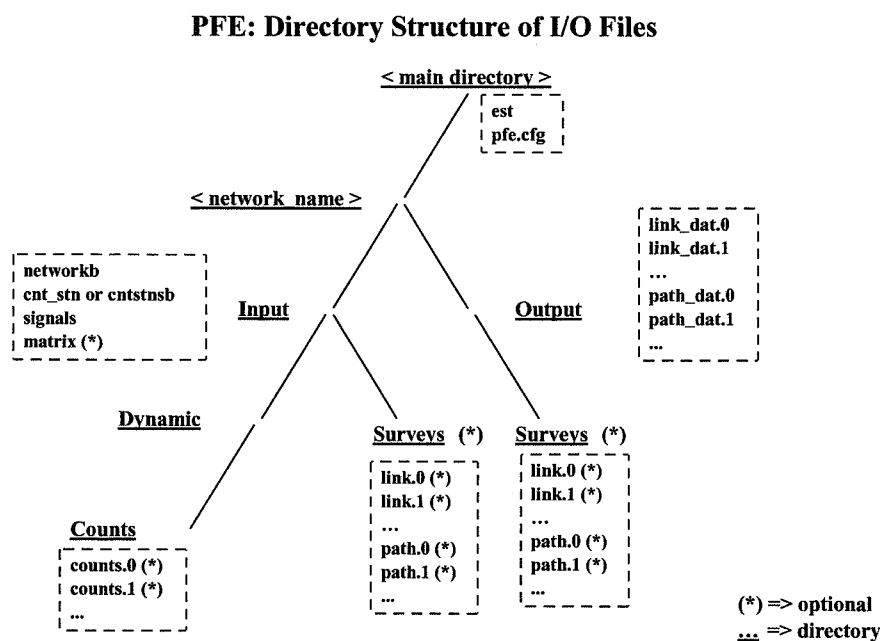 PFE: Directory Structure of I/O Files
< main directory >
est
pfe.cfg
< network_name >
link_dat.0
link_dat.1
...
path_dat.0
path_dat.1
...
networkb
cnt_stn or cntstnsb
signals
matrix (*)
Input
Output
Dynamic
Surveys (*)
link.0 (*)
link.1 (*)
...
path.0 (*)
path.1 (*)
...
Surveys (*)
link.0 (*)
link.1 (*)
...
path.0 (*)
path.1 (*)
...
Counts
counts.0 (*)
counts.1 (*)
...
(*) => optional
... => directory